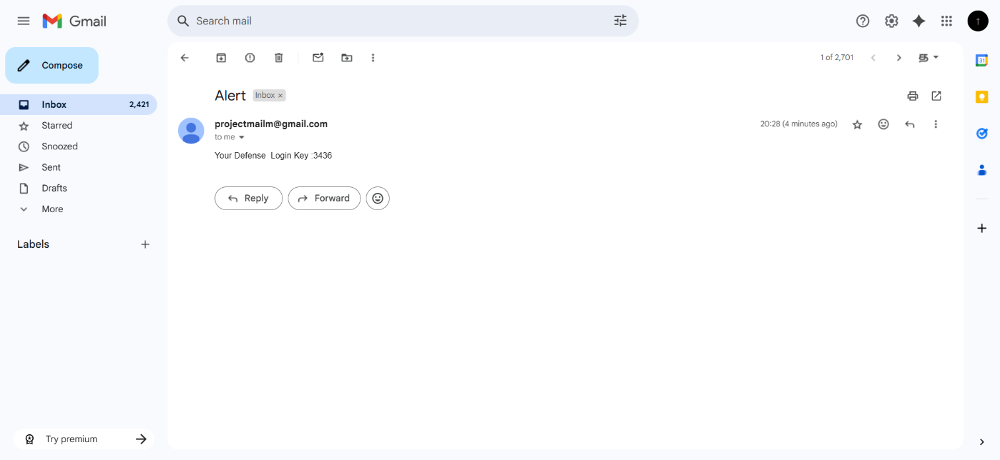 Gmail
Search mail
Compose
1 of 2,701
Alert
Inbox ×
Inbox 2,421
Starred
Snoozed
Sent
Drafts
More
Labels
projectmailm@gmail.com
20:28 (4 minutes ago)
to me
Your Defense  Login Key :3436
Reply
Forward
31
Try premium